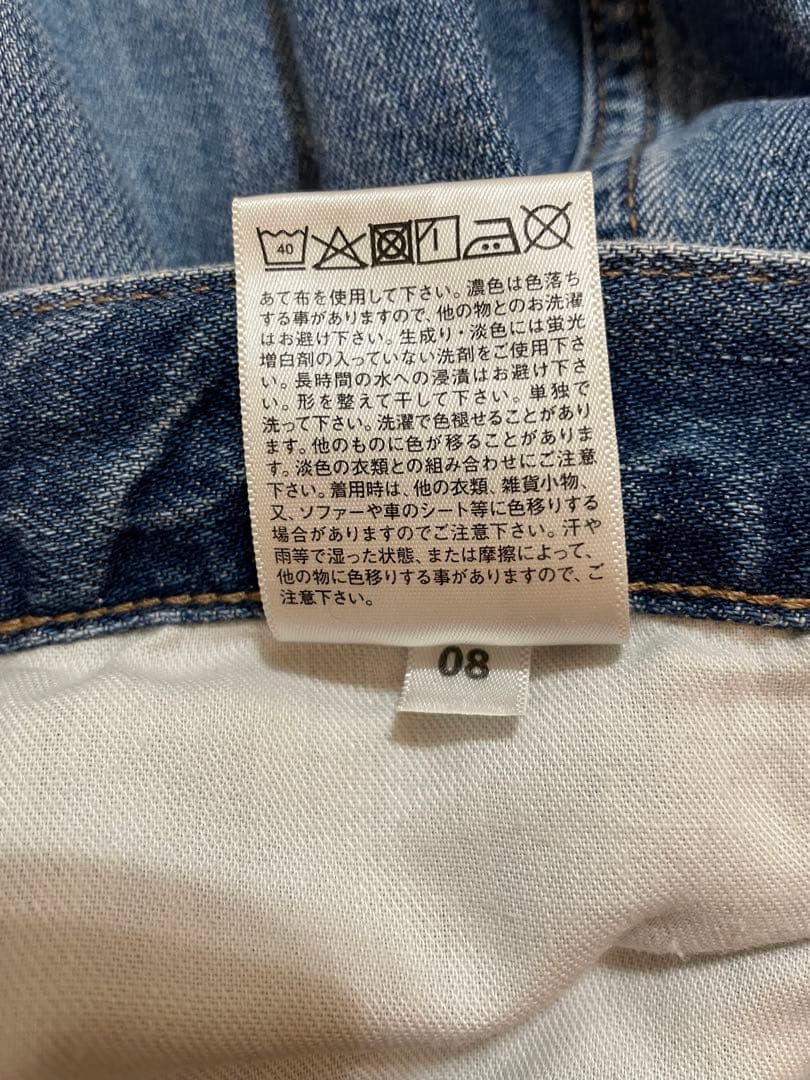 40
あて布を使用して下さい。濃色は色落ち
する事がありますので、他の物とのお洗濯
はお避け下さい。生成り・淡色には蛍光
増白剤の入っていない洗剤をご使用下さ
い。長時間の水への浸漬はお避け下さ
い。形を整えて干して下さい。単独で
洗って下さい。洗濯で色褪せることがあり
ます。他のものに色が移ることがありま
す。淡色の衣類との組み合わせにご注意
下さい。着用時は、他の衣類、雑貨小物、
又、ソファーや車のシート等に色移りする
場合がありますのでご注意下さい。汗や
雨等で湿った状態、または摩擦によって、
他の物に色移りする事がありますので、ご
注意下さい。
08